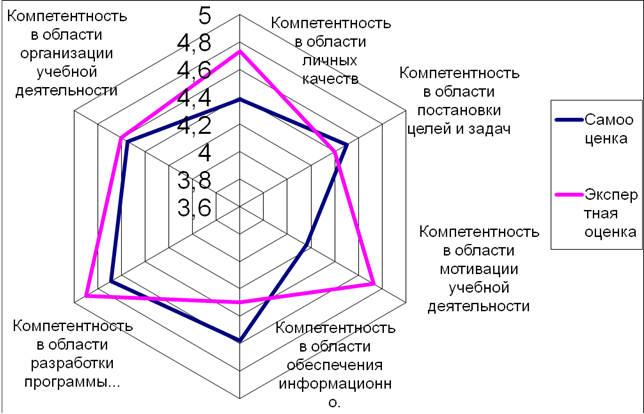 Компетентность
в области
организации
учебной
деятельности
5
4,8
4,6
4,4
4,2
4
3,8
3,6
Компетентность
в области
личных
качеств
Компетентность
в области
постановки
целей и задач
Самоо
ценка
Экспер
тная
оценка
Компетентность
в области
мотивации
учебной
деятельности
Компетентность
в области
разработки
программы...
Компетентность
в области
обеспечения
информационн
о.